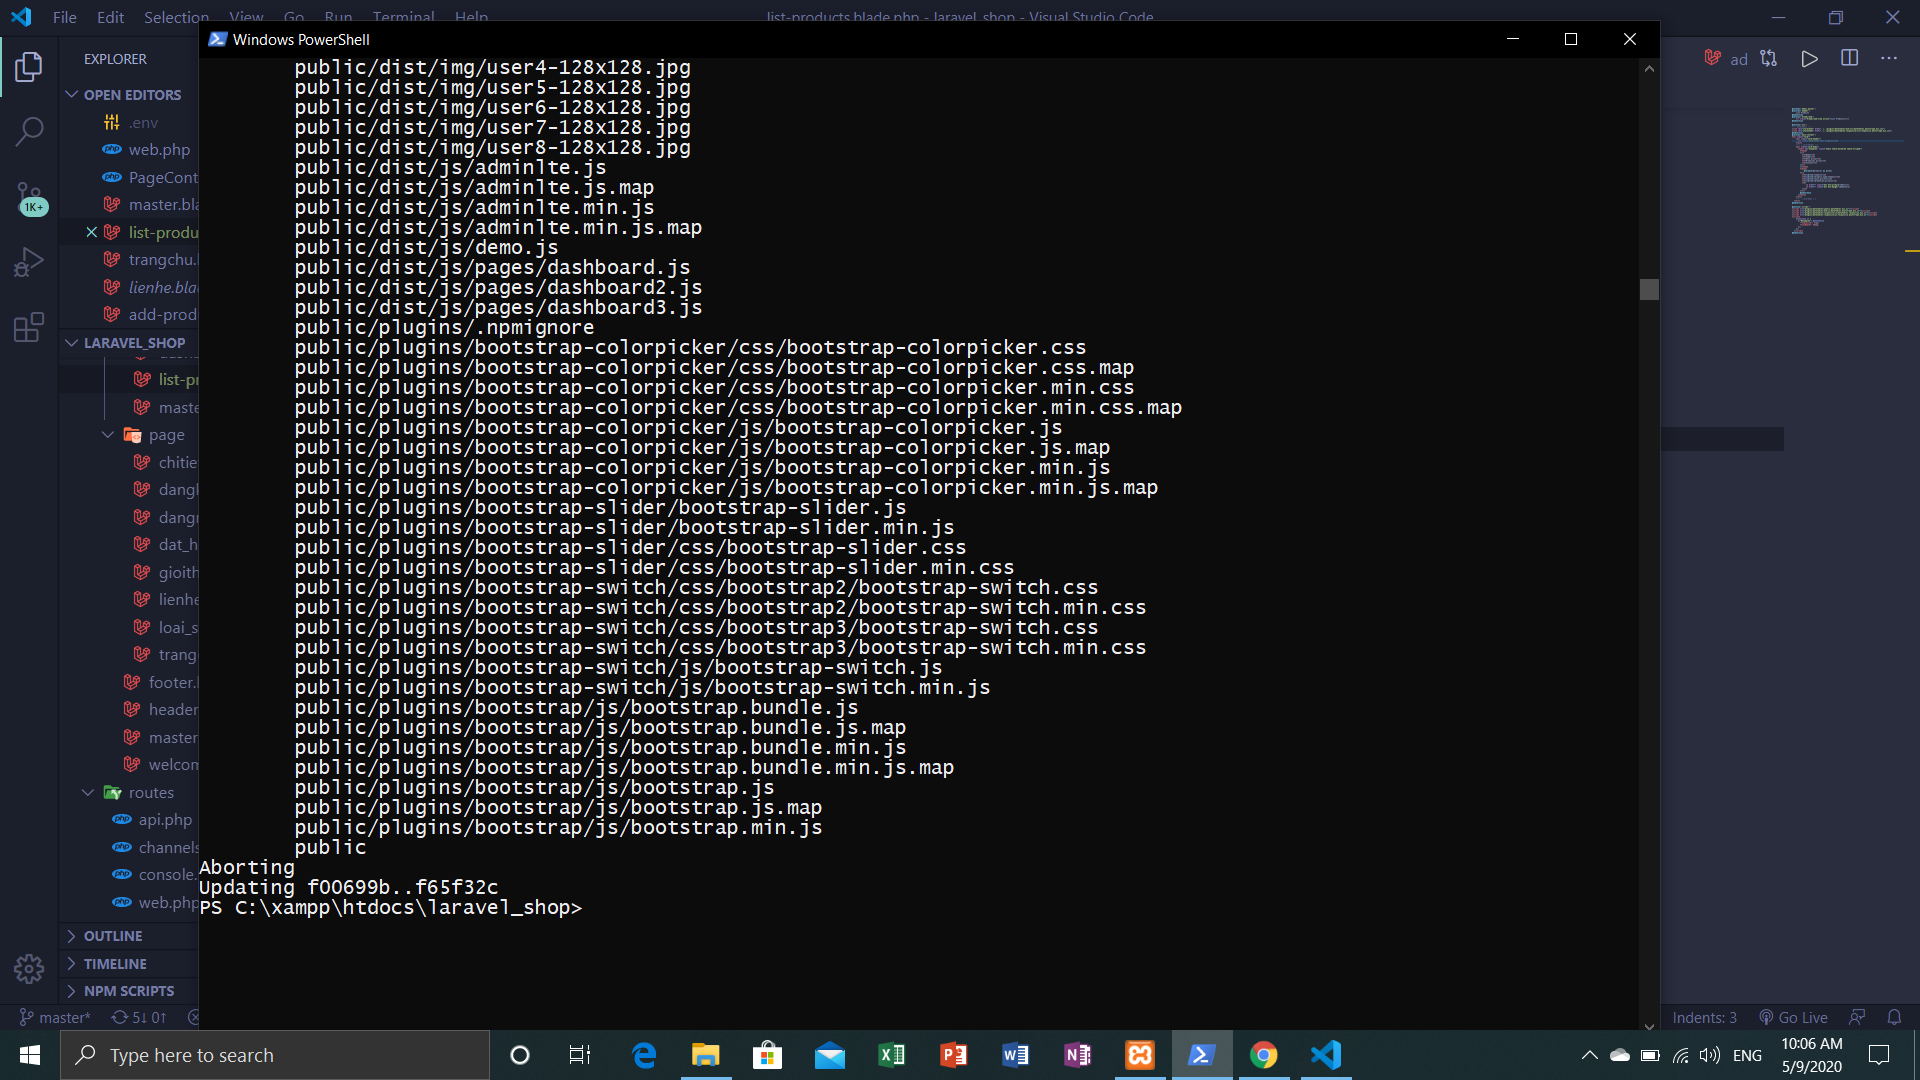 File Edit Selection View Go Run Terminal Help
list-products.blade.php - laravel_shop - Visual Studio Code
EXPLORER
OPEN EDITORS
.env
web.php
PageCont
master.bla
list-produ
trangchu.
lienhe.bla
add-prod
LARAVEL_SHOP
list-pr
maste
page
chitie
dangk
dangn
dat_h
gioith
lienhe
loai_s
trang
footer.
header
master
welcom
routes
api.php
channels
console.
web.php
OUTLINE
TIMELINE
NPM SCRIPTS
1K+
ad
Windows PowerShell
public/dist/img/user4-128x128.jpg
public/dist/img/user5-128x128.jpg
public/dist/img/user6-128x128.jpg
public/dist/img/user7-128x128.jpg
public/dist/img/user8-128x128.jpg
public/dist/js/adminlte.js
public/dist/js/adminlte.js.map
public/dist/js/adminlte.min.js
public/dist/js/adminlte.min.js.map
public/dist/js/demo.js
public/dist/js/pages/dashboard.js
public/dist/js/pages/dashboard2.js
public/dist/js/pages/dashboard3.js
public/plugins/.npmignore
public/plugins/bootstrap-colorpicker/css/bootstrap-colorpicker.css
public/plugins/bootstrap-colorpicker/css/bootstrap-colorpicker.css.map
public/plugins/bootstrap-colorpicker/css/bootstrap-colorpicker.min.css
public/plugins/bootstrap-colorpicker/css/bootstrap-colorpicker.min.css.map
public/plugins/bootstrap-colorpicker/js/bootstrap-colorpicker.js
public/plugins/bootstrap-colorpicker/js/bootstrap-colorpicker.js.map
public/plugins/bootstrap-colorpicker/js/bootstrap-colorpicker.min.js
public/plugins/bootstrap-colorpicker/js/bootstrap-colorpicker.min.js.map
public/plugins/bootstrap-slider/bootstrap-slider.js
public/plugins/bootstrap-slider/bootstrap-slider.min.js
public/plugins/bootstrap-slider/css/bootstrap-slider.css
public/plugins/bootstrap-slider/css/bootstrap-slider.min.css
public/plugins/bootstrap-switch/css/bootstrap2/bootstrap-switch.css
public/plugins/bootstrap-switch/css/bootstrap2/bootstrap-switch.min.css
public/plugins/bootstrap-switch/css/bootstrap3/bootstrap-switch.css
public/plugins/bootstrap-switch/css/bootstrap3/bootstrap-switch.min.css
public/plugins/bootstrap-switch/js/bootstrap-switch.js
public/plugins/bootstrap-switch/js/bootstrap-switch.min.js
public/plugins/bootstrap/js/bootstrap.bundle.js
public/plugins/bootstrap/js/bootstrap.bundle.js.map
public/plugins/bootstrap/js/bootstrap.bundle.min.js
public/plugins/bootstrap/js/bootstrap.bundle.min.js.map
public/plugins/bootstrap/js/bootstrap.js
public/plugins/bootstrap/js/bootstrap.js.map
public/plugins/bootstrap/js/bootstrap.min.js
public
Aborting
Updating f00699b..f65f32c
PS C:\xampp\htdocs\laravel_shop>
master* 5↓ 0↑
Indents: 3 Go Live
Type here to search
ENG
10:06 AM
5/9/2020